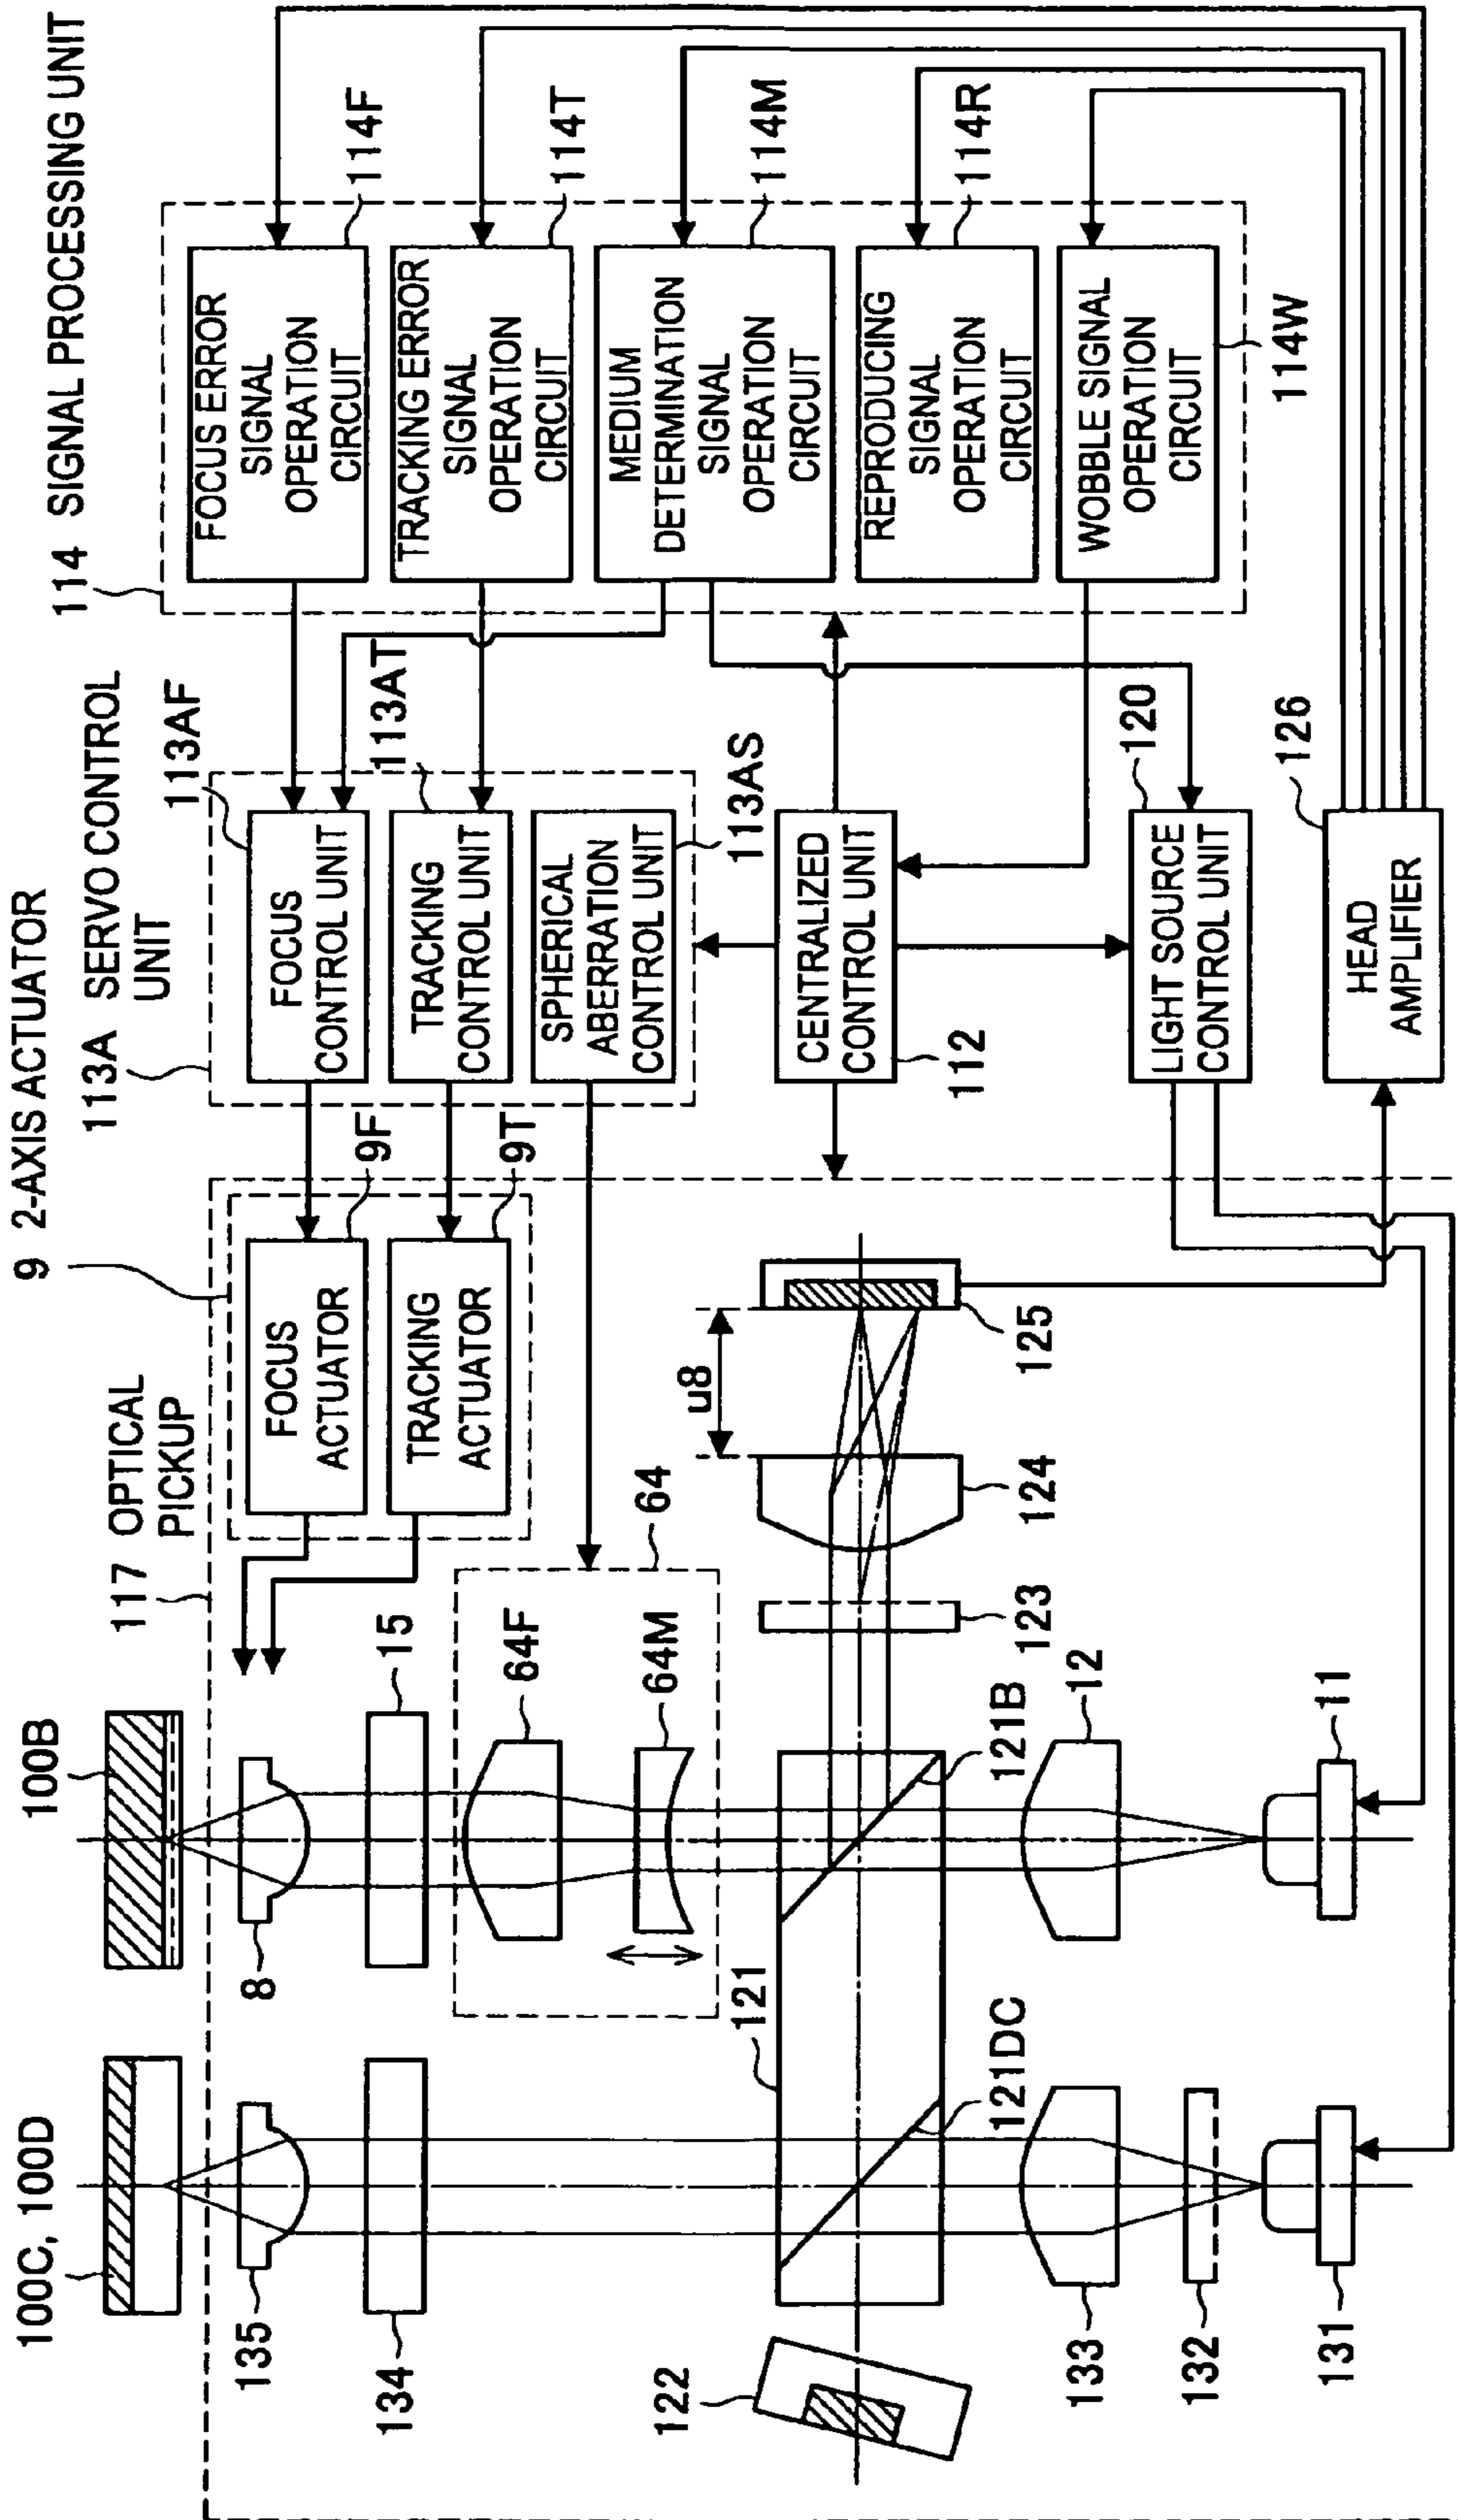 9 2-AXIS ACTUATOR
100C, 100D
100B
117 OPTICAL
PICKUP
113A SERVO CONTROL
UNIT
114 SIGNAL PROCESSING UNIT
135
8
9F
FOCUS
ACTUATOR
113AF
FOCUS
CONTROL UNIT
FOCUS ERROR
SIGNAL
OPERATION
CIRCUIT
114F
134
15
9T
TRACKING
ACTUATOR
113AT
TRACKING
CONTROL UNIT
TRACKING ERROR
SIGNAL
OPERATION
CIRCUIT
114T
64
64F
64M
SPHERICAL
ABERRATION
CONTROL UNIT
113AS
MEDIUM
DETERMINATION
SIGNAL
OPERATION
CIRCUIT
114M
122
121
u8
CENTRALIZED
CONTROL UNIT
112
REPRODUCING
SIGNAL
OPERATION
CIRCUIT
114R
121DC
121B
123
124
125
WOBBLE SIGNAL
OPERATION
CIRCUIT
114W
133
12
LIGHT SOURCE
CONTROL UNIT
120
132
131
11
HEAD
AMPLIFIER
126